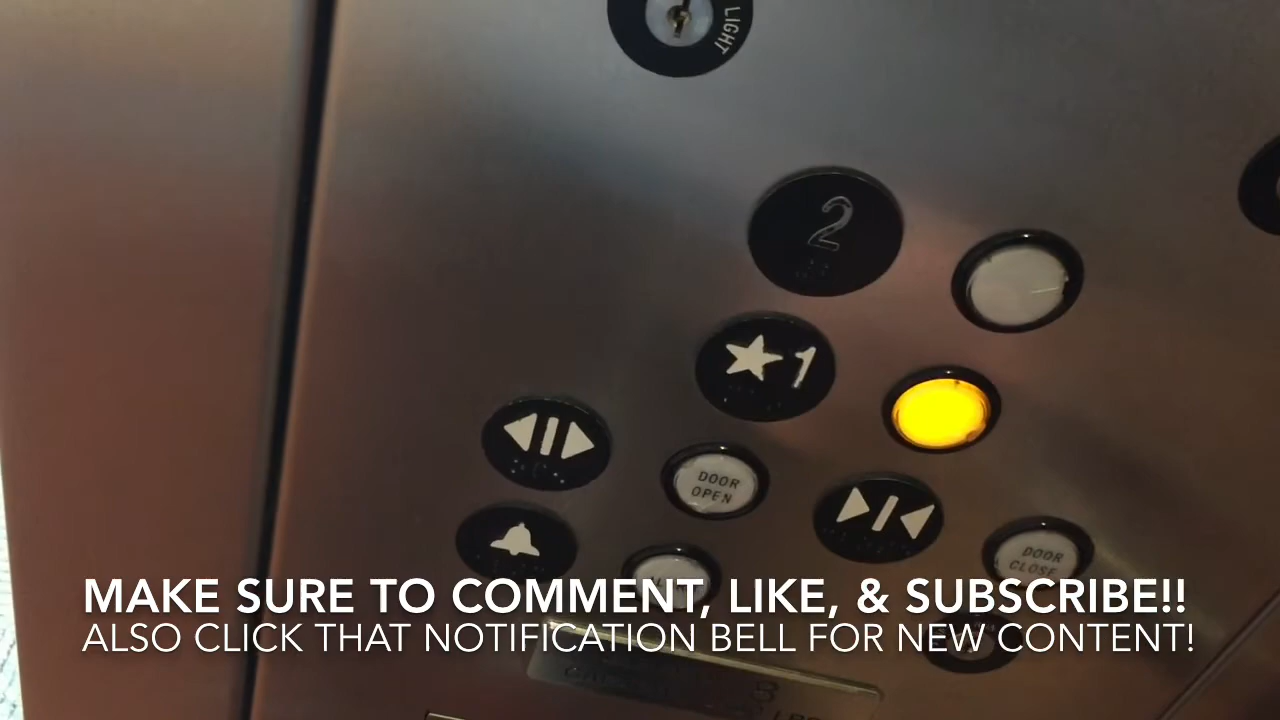 LIGHT
2
★1
DOOR
OPEN
DOOR
CLOSE
MAKE SURE TO COMMENT, LIKE, & SUBSCRIBE!!
ALSO CLICK THAT NOTIFICATION BELL FOR NEW CONTENT!